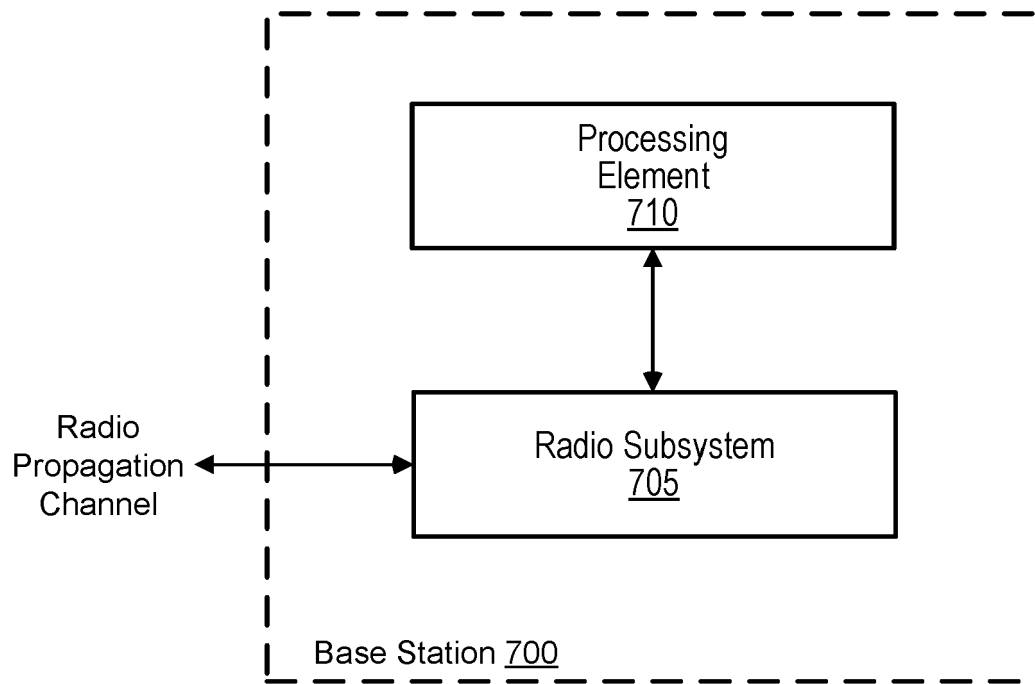 Processing
Element
710
Radio Subsystem
705
Radio
Propagation
Channel
Base Station 700